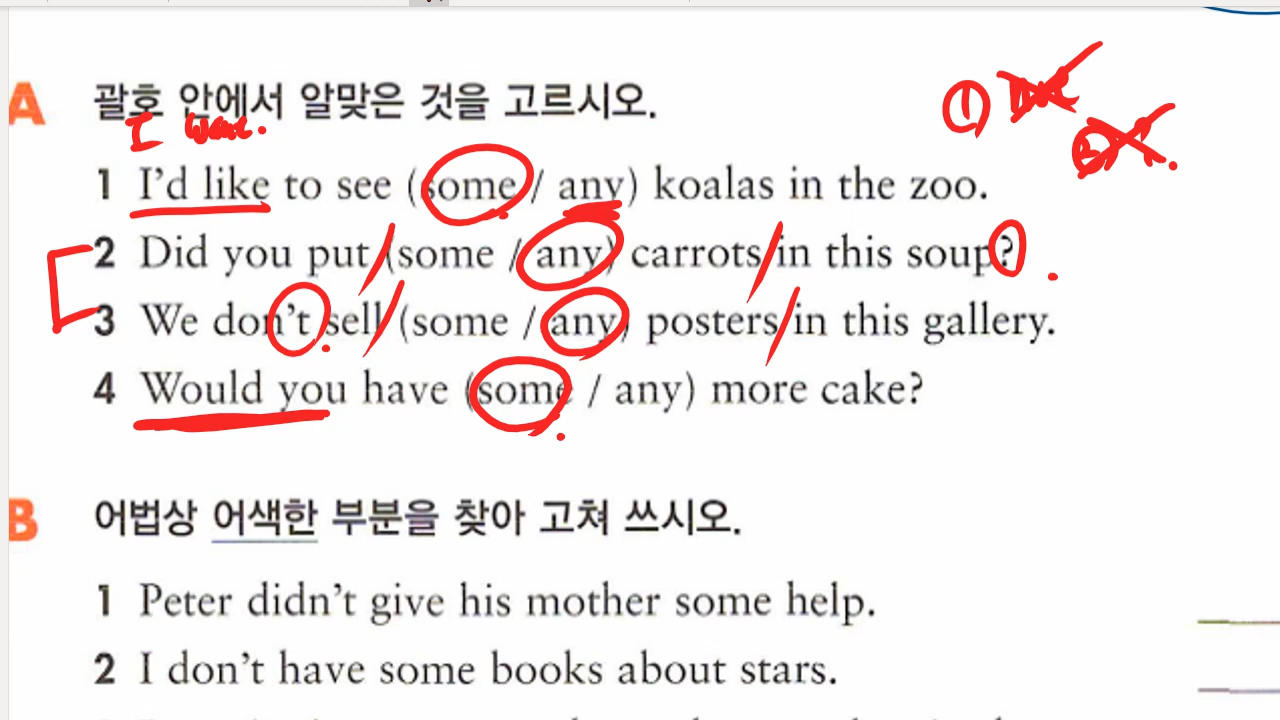 A 괄호 안에서 알맞은 것을 고르시오.
I want.
1 I'd like to see (some / any) koalas in the zoo.
2 Did you put (some / any) carrots in this soup?
3 We don't sell (some / any) posters in this gallery.
4 Would you have (some / any) more cake?
B 어법상 어색한 부분을 찾아 고쳐 쓰시오.
1 Peter didn't give his mother some help.
2 I don't have some books about stars.